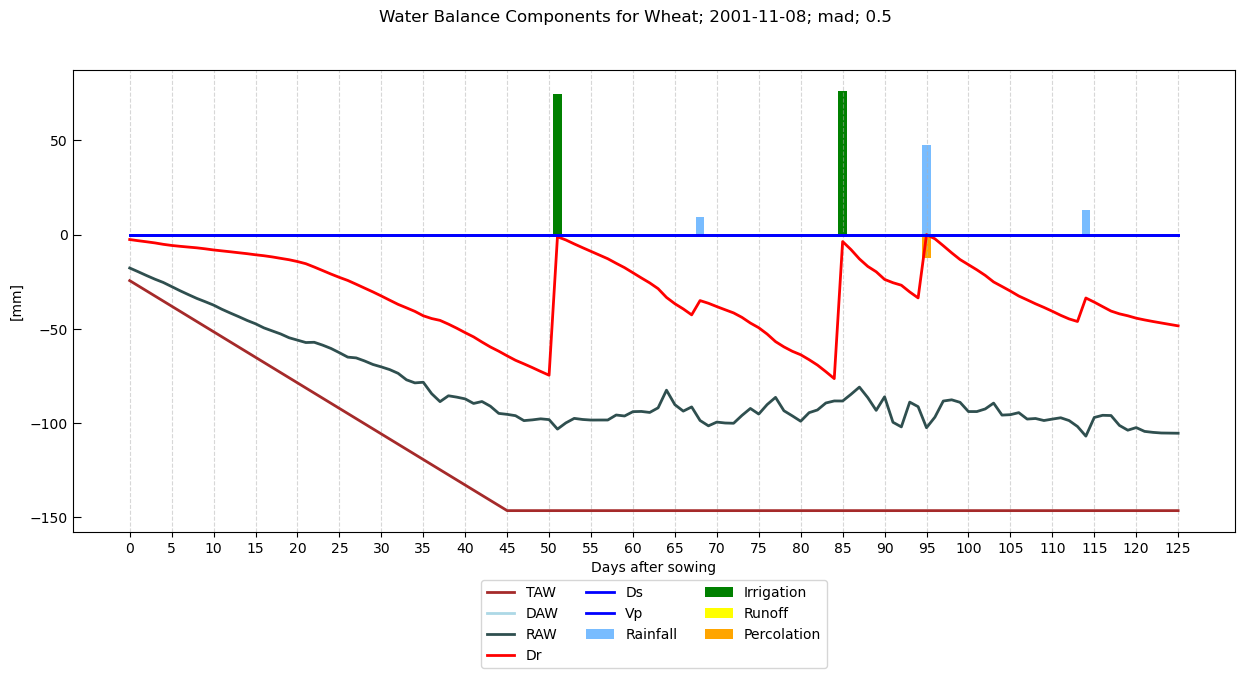 Water Balance Components for Wheat; 2001-11-08; mad; 0.5
50
0
−50
−100
−150
[mm]
0 5 10 15 20 25 30 35 40 45 50 55 60 65 70 75 80 85 90 95 100 105 110 115 120 125
Days after sowing
TAW Ds Irrigation
DAW Vp Runoff
RAW Rainfall Percolation
Dr